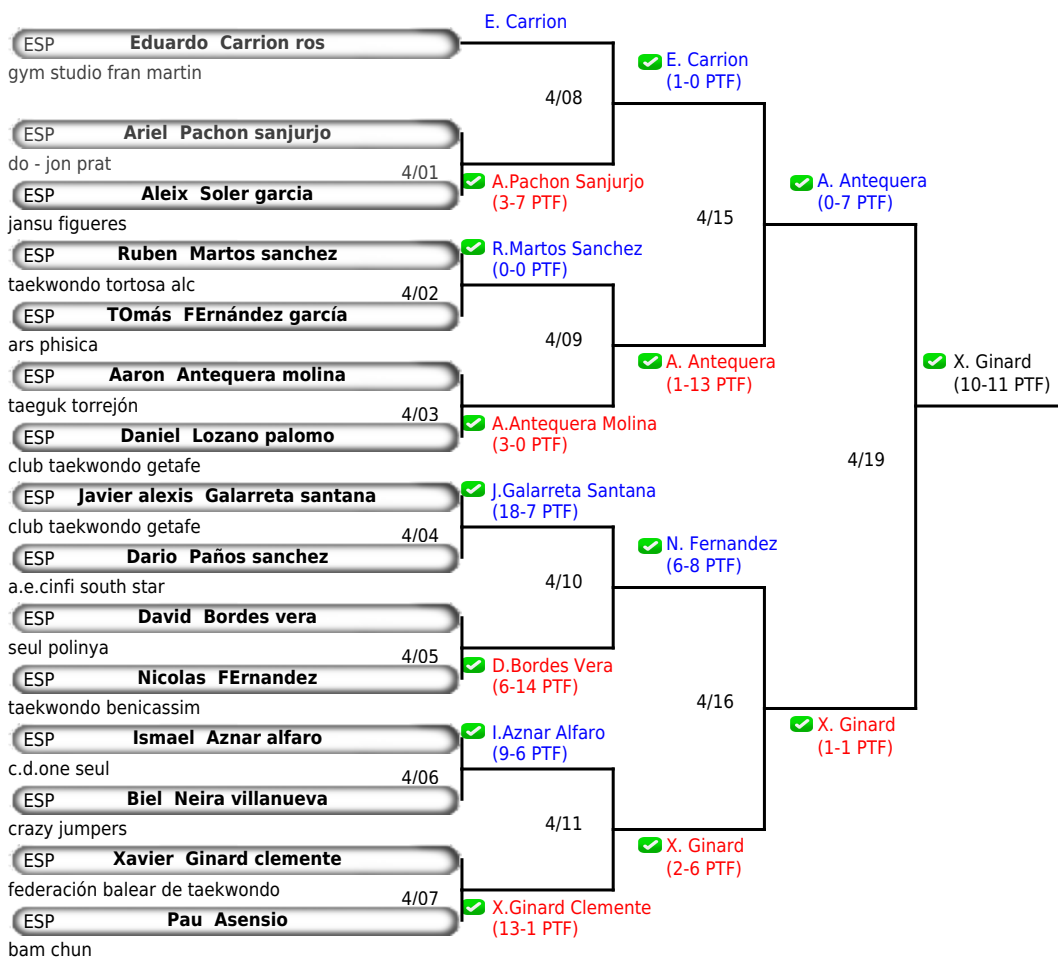 E. Carrion
ESP Eduardo Carrion ros
gym studio fran martin
E. Carrion
(1-0 PTF)
4/08
ESP Ariel Pachon sanjurjo
do - jon prat
4/01
A.Pachon Sanjurjo
(3-7 PTF)
ESP Aleix Soler garcia
jansu figueres
A. Antequera
(0-7 PTF)
4/15
ESP Ruben Martos sanchez
taekwondo tortosa alc
R.Martos Sanchez
(0-0 PTF)
4/02
ESP TOmás FErnández garcía
ars phisica
4/09
A. Antequera
(1-13 PTF)
X. Ginard
(10-11 PTF)
ESP Aaron Antequera molina
taeguk torrejón
4/03
A.Antequera Molina
(3-0 PTF)
ESP Daniel Lozano palomo
club taekwondo getafe
4/19
ESP Javier alexis Galarreta santana
club taekwondo getafe
J.Galarreta Santana
(18-7 PTF)
4/04
ESP Dario Paños sanchez
a.e.cinfi south star
N. Fernandez
(6-8 PTF)
4/10
ESP David Bordes vera
seul polinya
4/05
D.Bordes Vera
(6-14 PTF)
ESP Nicolas FErnandez
taekwondo benicassim
4/16
X. Ginard
(1-1 PTF)
ESP Ismael Aznar alfaro
c.d.one seul
I.Aznar Alfaro
(9-6 PTF)
4/06
ESP Biel Neira villanueva
crazy jumpers
4/11
X. Ginard
(2-6 PTF)
ESP Xavier Ginard clemente
federación balear de taekwondo
4/07
X.Ginard Clemente
(13-1 PTF)
ESP Pau Asensio
bam chun